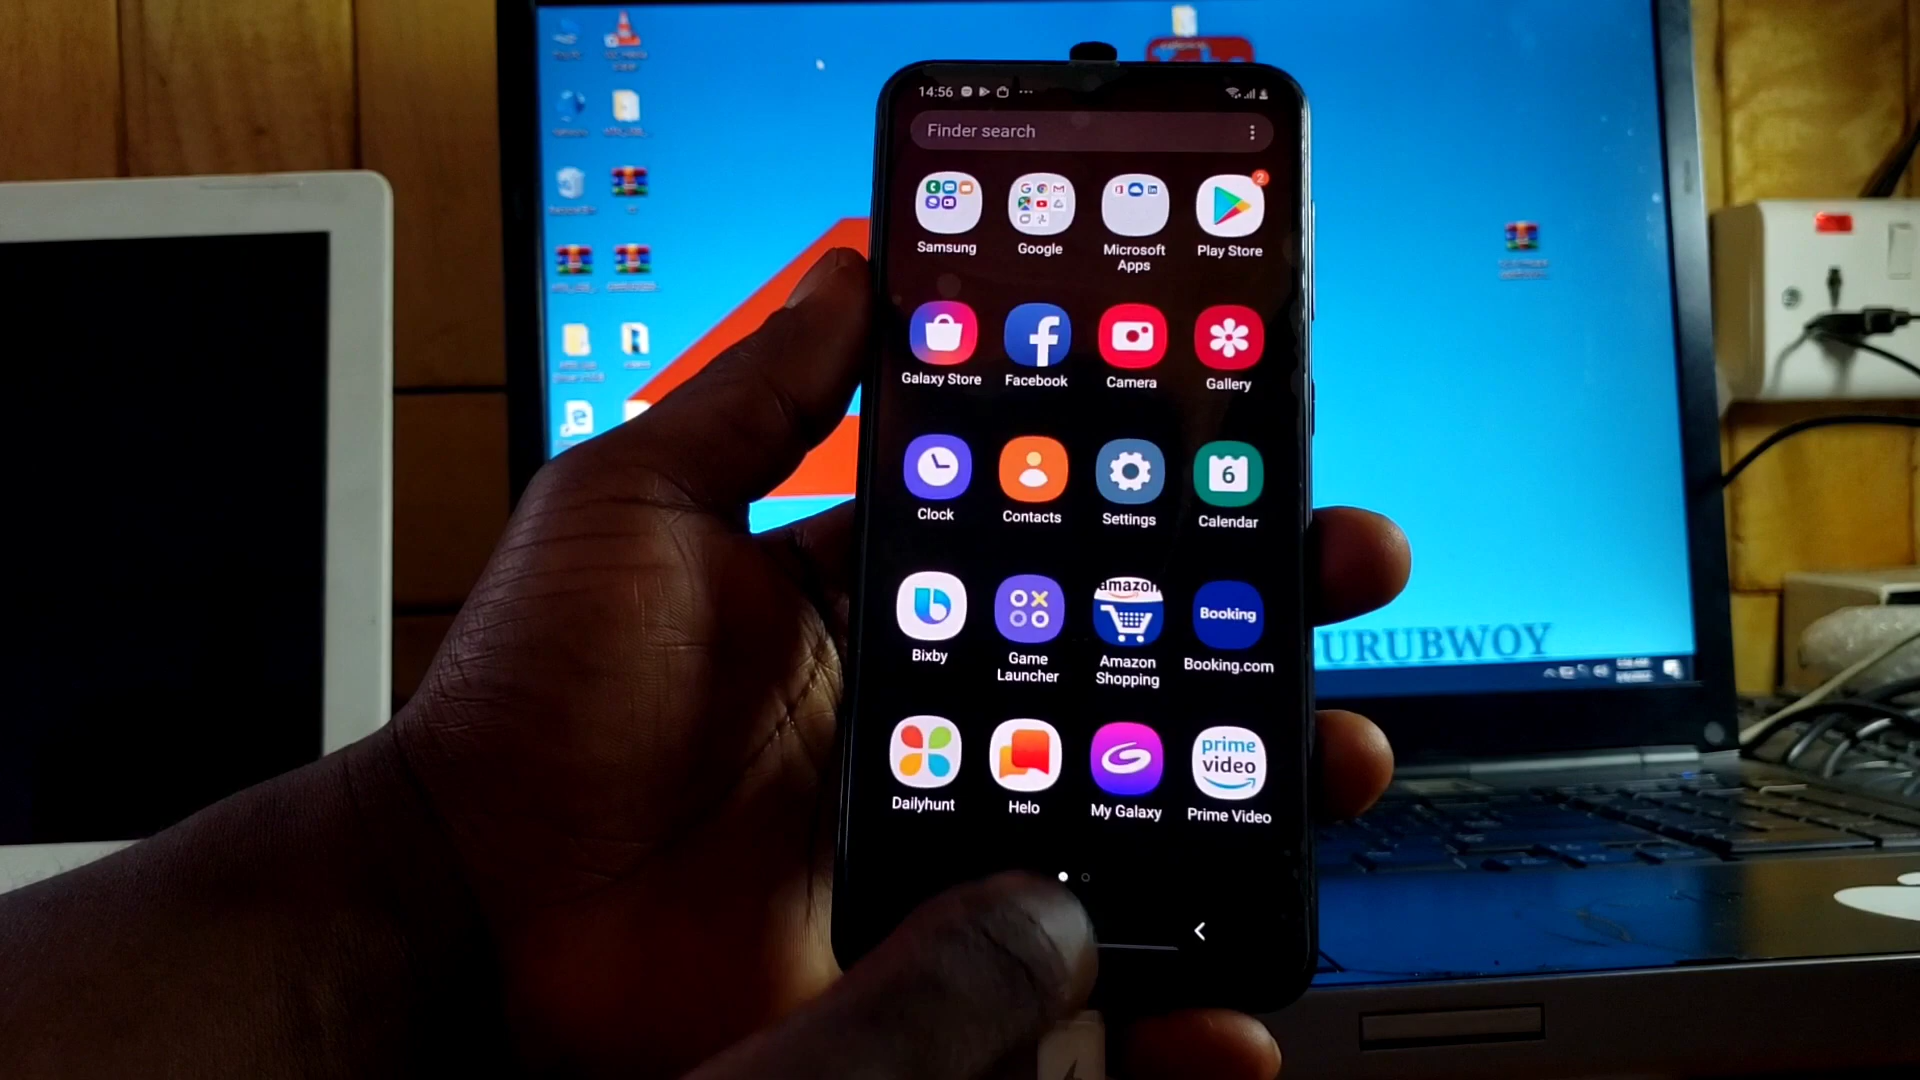 14:56
Finder search
2
Samsung
Google
Microsoft
Apps
Play Store
Galaxy Store
Facebook
Camera
Gallery
6
Clock
Contacts
Settings
Calendar
amazon
Booking
Bixby
Game
Launcher
Amazon
Shopping
Booking.com
prime
video
Dailyhunt
Helo
My Galaxy
Prime Video
URUBWOY